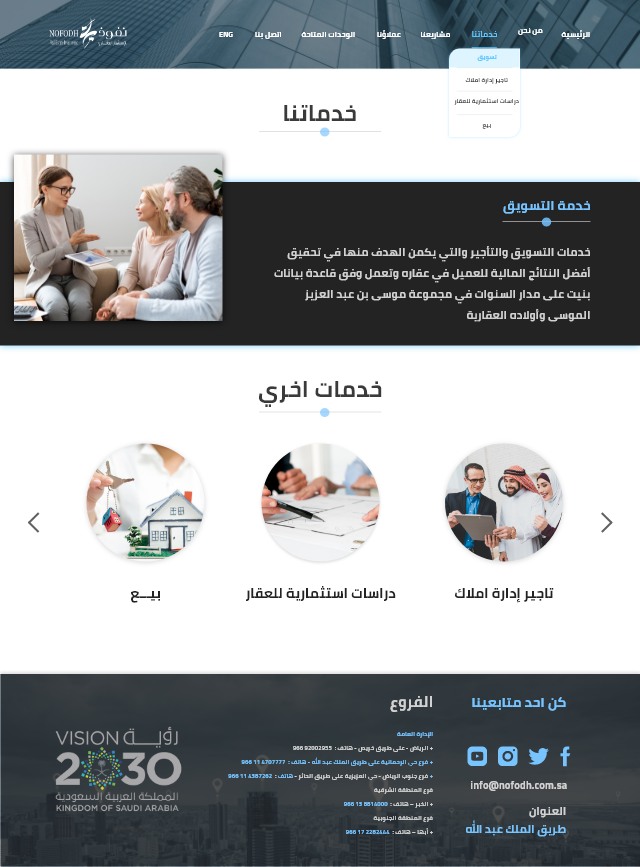 الرئيسية
من نحن
خدماتنا
مشاريعنا
عملاؤنا
الوحدات المتاحة
اتصل بنا
ENG
نفوذ
NOFODH
تسويق
تاجير إدارة املاك
دراسات استثمارية للعقار
بيع
خدماتنا
خدمة التسويق
خدمات التسويق والتأجير والتي يكمن الهدف منها في تحقيق
أفضل النتائج المالية للعميل في عقاره وتعمل وفق قاعدة بيانات
بنيت على مدار السنوات في مجموعة موسى بن عبد العزيز
الموسى وأولاده العقارية
خدمات اخري
تاجير إدارة املاك
دراسات استثمارية للعقار
بيـــع
كن احد متابعينا
info@nofodh.com.sa
العنوان
طريق الملك عبد الله
الفروع
الإدارة العامة
+ الرياض - على طريق خريص - هاتف : 92002955 966
+ فرع حي الرحمانية على طريق الملك عبد الله - هاتف : 4707777 11 966
+ فرع جنوب الرياض - حى العزيزية على طريق الحائر - هاتف : 4387262 11 966
فرع المنطقة الشرقية
+ الخبر – هاتف : 8814000 13 966
فرع المنطقة الجنوبية
+ أبها – هاتف : 2282444 17 966
VISION رؤيـــة
2030
المملكة العربية السعودية
KINGDOM OF SAUDI ARABIA